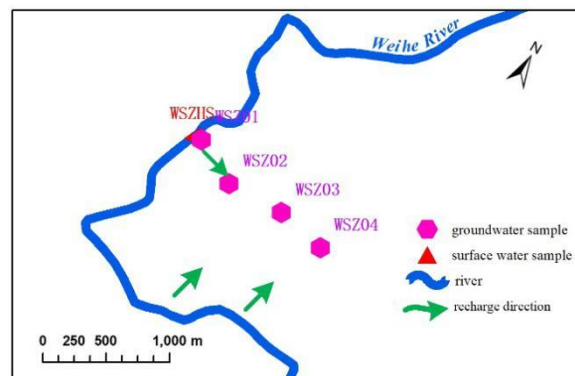 Weihe River
N
WSZHS
WSZ01
WSZ02
WSZ03
WSZ04
groundwater sample
surface water sample
river
recharge direction
0 250 500 1,000 m